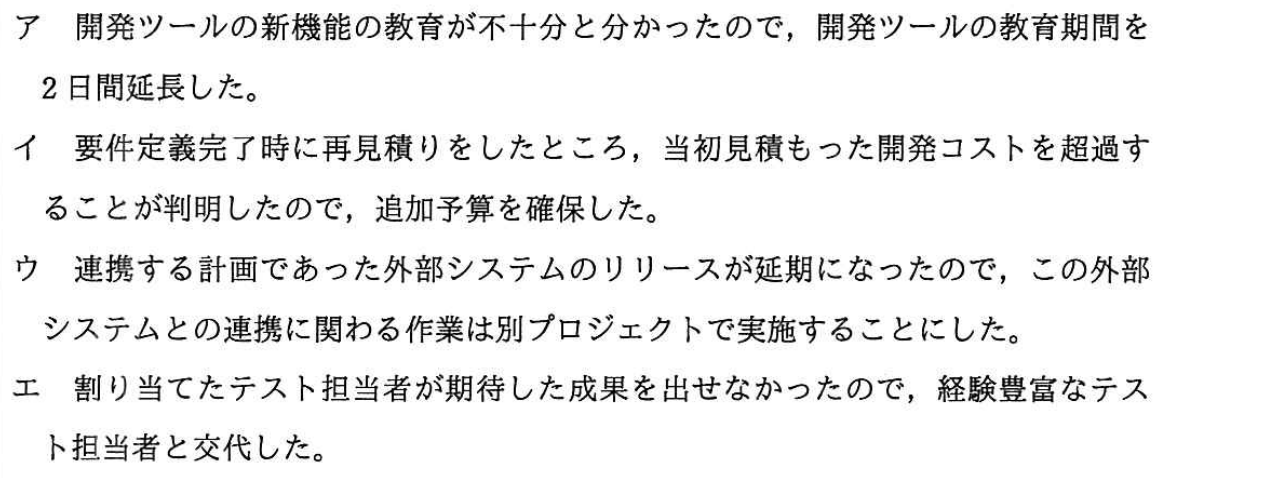 ア　開発ツールの新機能の教育が不十分と分かったので，開発ツールの教育期間を
2日間延長した。
イ　要件定義完了時に再見積りをしたところ，当初見積もった開発コストを超過す
ることが判明したので，追加予算を確保した。
ウ　連携する計画であった外部システムのリリースが延期になったので，この外部
システムとの連携に関わる作業は別プロジェクトで実施することにした。
エ　割り当てたテスト担当者が期待した成果を出せなかったので，経験豊富なテス
ト担当者と交代した。